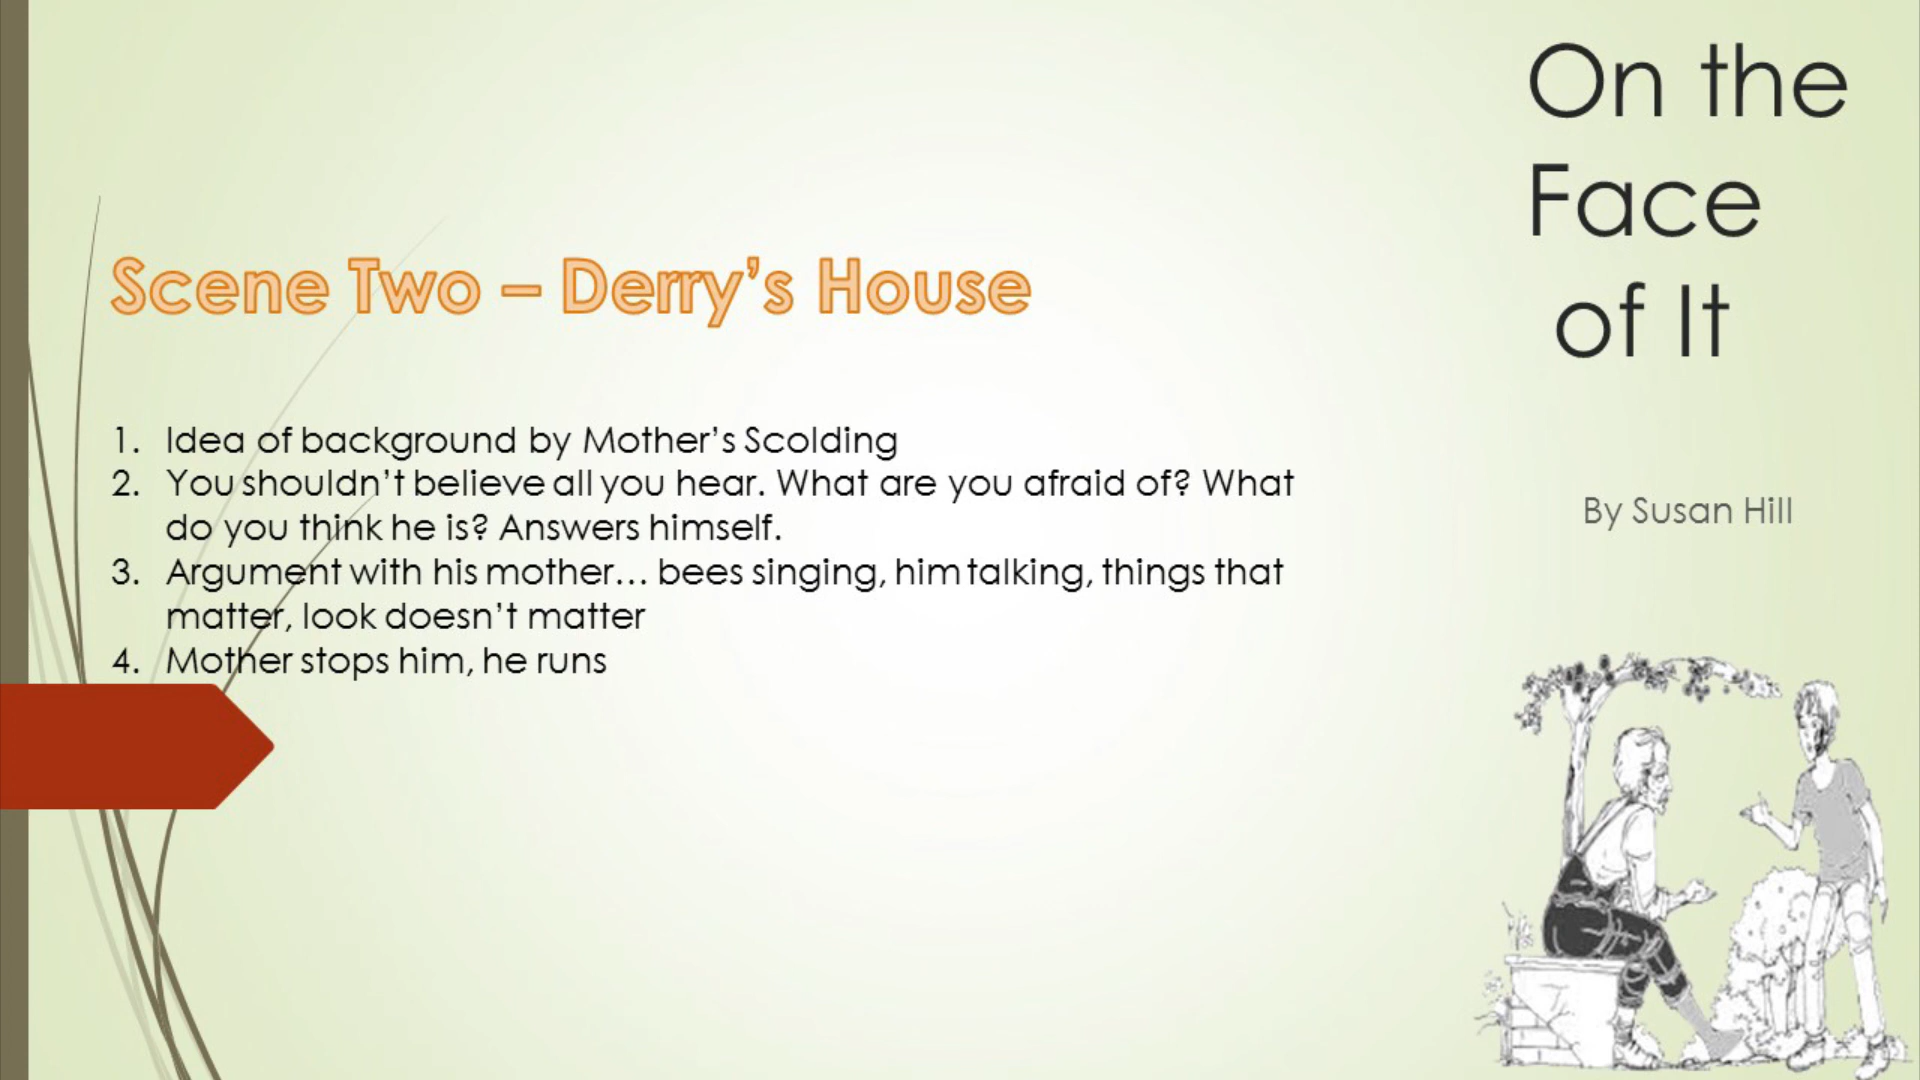 On the
Face
of It
By Susan Hill
Scene Two – Derry’s House
1. Idea of background by Mother’s Scolding
2. You shouldn’t believe all you hear. What are you afraid of? What
do you think he is? Answers himself.
3. Argument with his mother… bees singing, him talking, things that
matter, look doesn’t matter
4. Mother stops him, he runs